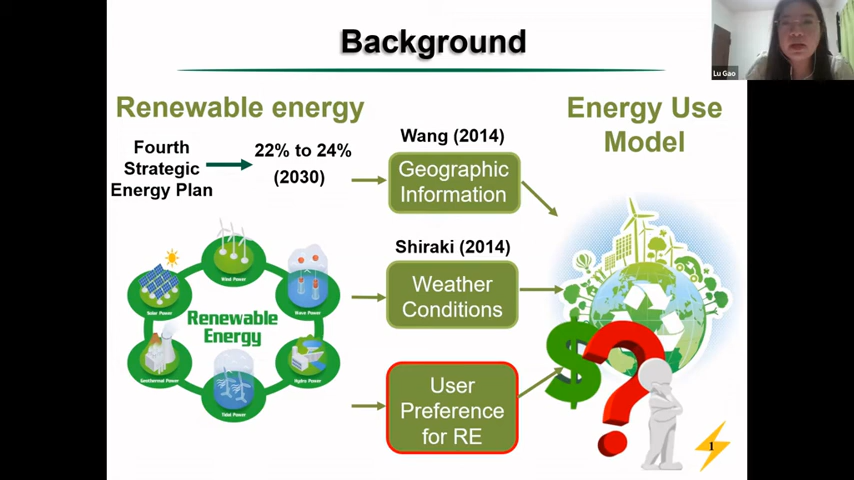 Background
Lu Gao
Renewable energy
Energy Use
Model
Fourth
Strategic
Energy Plan
22% to 24%
(2030)
Wang (2014)
Geographic
Information
Shiraki (2014)
Weather
Conditions
User
Preference
for RE
Wind Power
Solar Power
Wave Power
Renewable
Energy
Geothermal Power
Hydro Power
Tidal Power
$
?
1